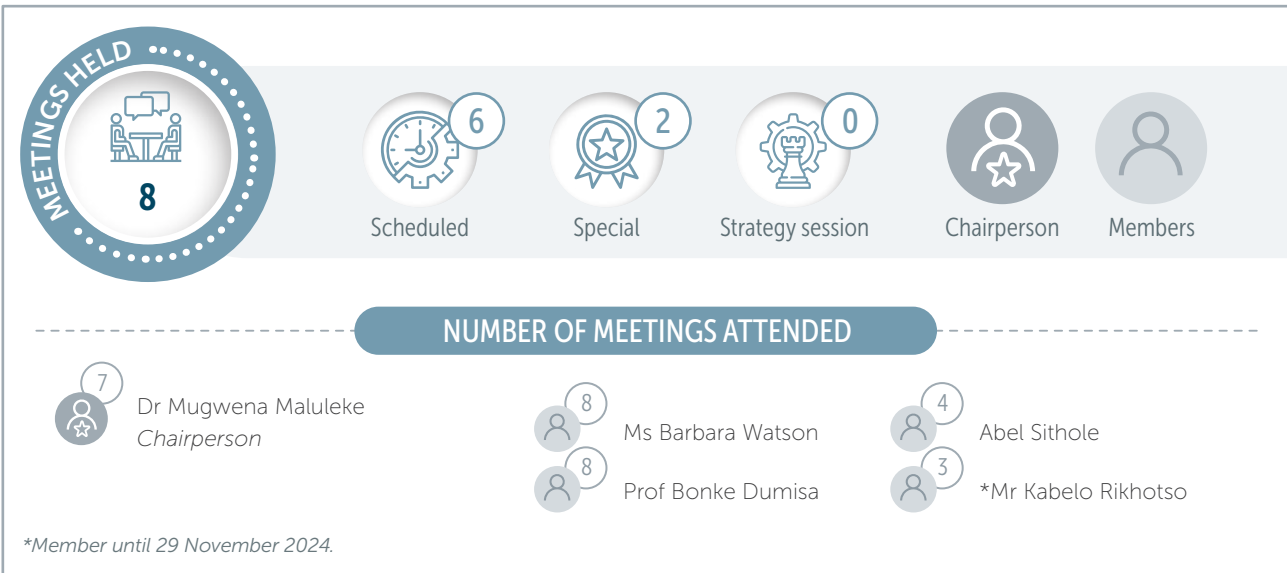 MEETINGS HELD
8
6
Scheduled
2
Special
0
Strategy session
Chairperson
Members
NUMBER OF MEETINGS ATTENDED
7
Dr Mugwena Maluleke
Chairperson
8
Ms Barbara Watson
8
Prof Bonke Dumisa
4
Abel Sithole
3
*Mr Kabelo Rikhotso
*Member until 29 November 2024.